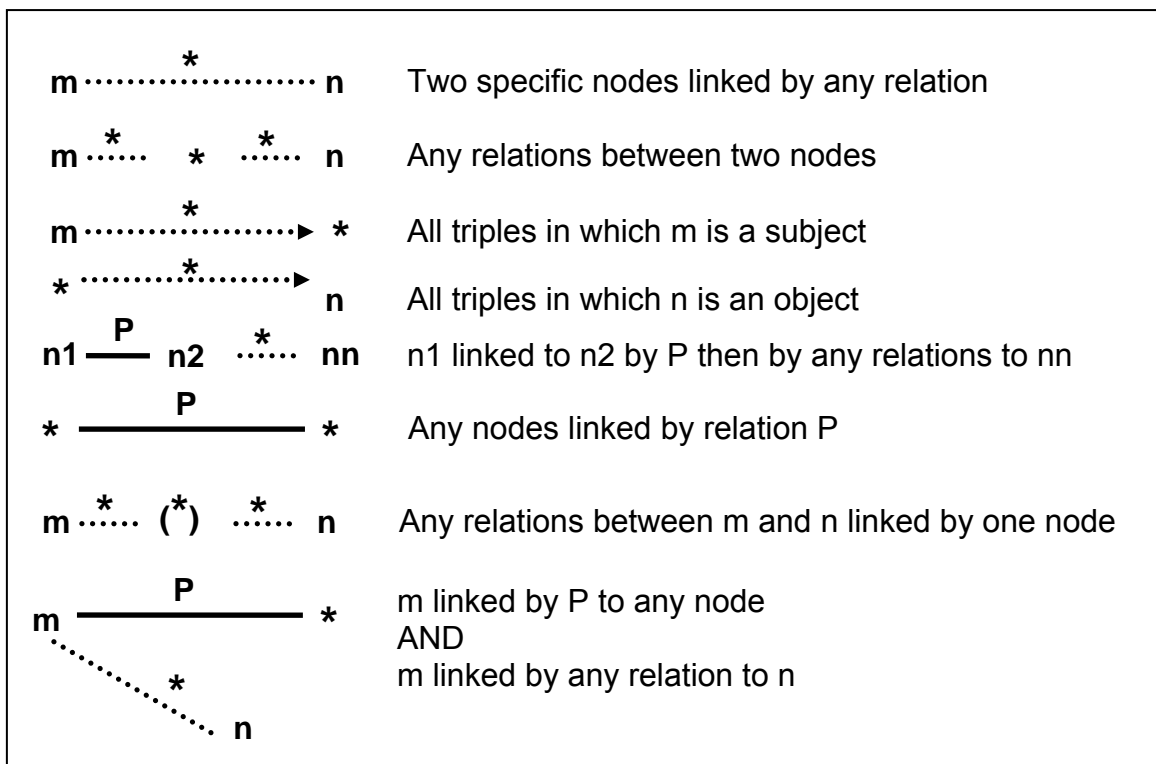 *
m n Two specific nodes linked by any relation
* *
m * n Any relations between two nodes
*
m * All triples in which m is a subject
*
* n All triples in which n is an object
P *
n1 n2 nn n1 linked to n2 by P then by any relations to nn
P
* * Any nodes linked by relation P
* *
m (*) n Any relations between m and n linked by one node
P
m * m linked by P to any node
AND
* m linked by any relation to n
n